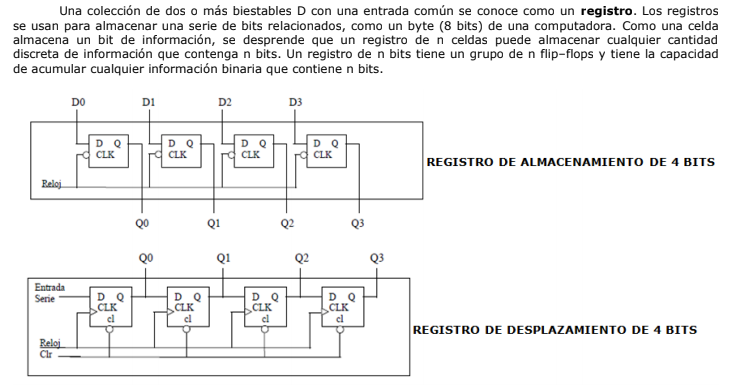 Una colección de dos o más biestables D con una entrada común se conoce como un registro. Los registros
se usan para almacenar una serie de bits relacionados, como un byte (8 bits) de una computadora. Como una celda
almacena un bit de información, se desprende que un registro de n celdas puede almacenar cualquier cantidad
discreta de información que contenga n bits. Un registro de n bits tiene un grupo de n flip–flops y tiene la capacidad
de acumular cualquier información binaria que contiene n bits.
D0 D1 D2 D3
D Q D Q D Q D Q
CLK CLK CLK CLK
REGISTRO DE ALMACENAMIENTO DE 4 BITS
Reloj
Q0 Q1 Q2 Q3
Q0 Q1 Q2 Q3
Entrada
Serie
D Q D Q D Q D Q
CLK CLK CLK CLK
cl cl cl cl
REGISTRO DE DESPLAZAMIENTO DE 4 BITS
Reloj
Clr